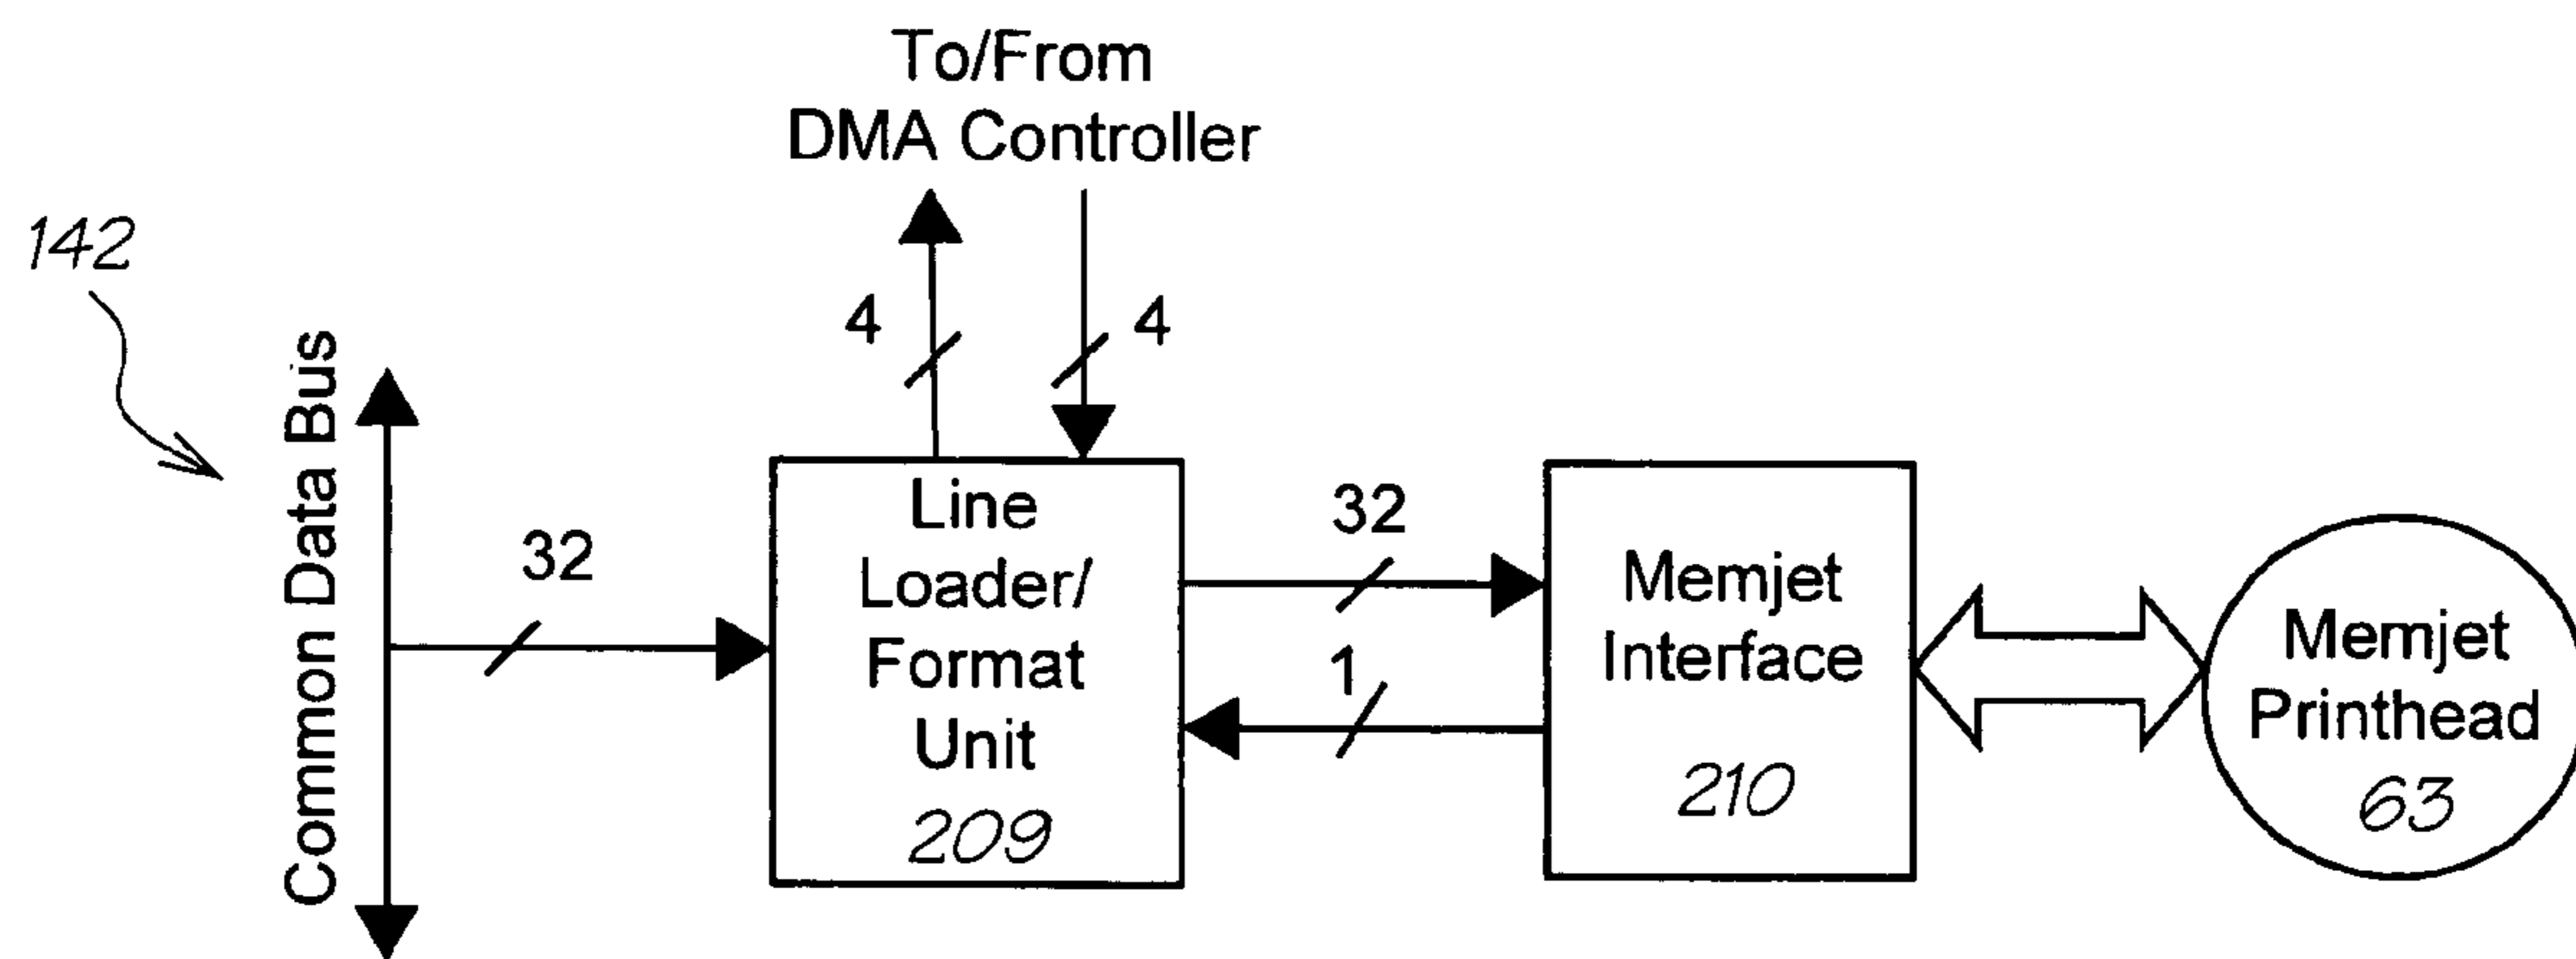 To/From
DMA Controller
142
4
4
Common Data Bus
32
Line
Loader/
Format
Unit
209
32
1
Memjet
Interface
210
Memjet
Printhead
63